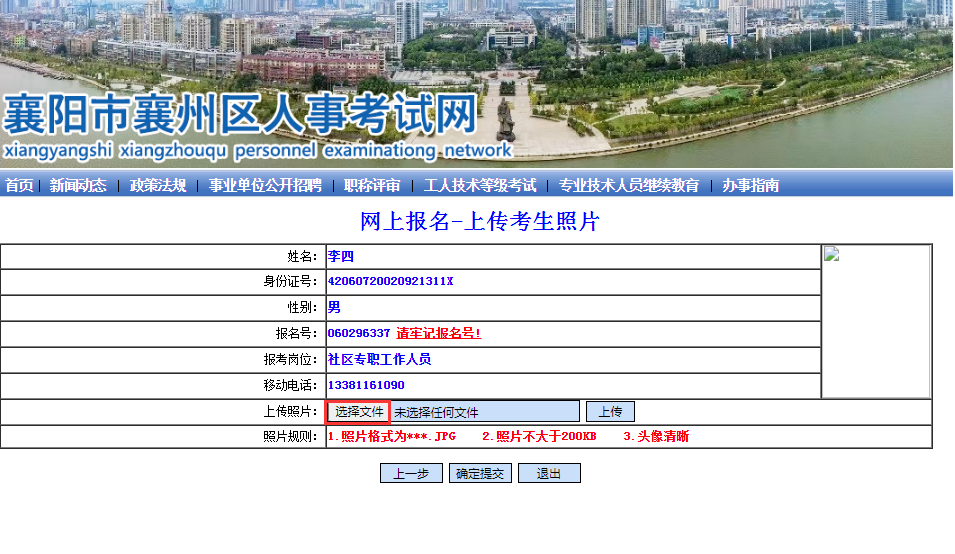 襄阳市襄州区人事考试网
xiangyangshi xiangzhouqu personnel examinationg network
首页 | 新闻动态 | 政策法规 | 事业单位公开招聘 | 职称评审 | 工人技术等级考试 | 专业技术人员继续教育 | 办事指南
网上报名-上传考生照片
姓名: 李四
身份证号: 42060720020921311X
性别: 男
报名号: 060296337 请牢记报名号!
报考岗位: 社区专职工作人员
移动电话: 13381161090
上传照片: 选择文件 未选择任何文件 上传
照片规则: 1.照片格式为***.JPG 2.照片不大于200KB 3.头像清晰
上一步 确定提交 退出